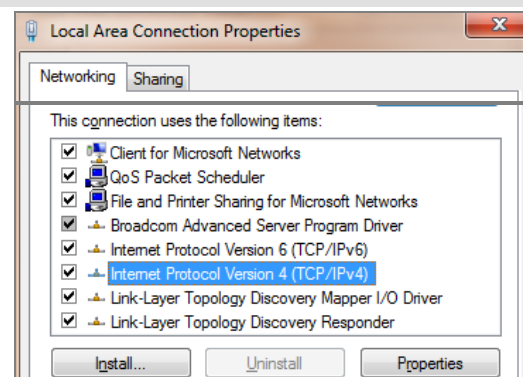 Local Area Connection Properties
Networking Sharing
This connection uses the following items:
Client for Microsoft Networks
QoS Packet Scheduler
File and Printer Sharing for Microsoft Networks
Broadcom Advanced Server Program Driver
Internet Protocol Version 6 (TCP/IPv6)
Internet Protocol Version 4 (TCP/IPv4)
Link-Layer Topology Discovery Mapper I/O Driver
Link-Layer Topology Discovery Responder
Install... Uninstall Properties